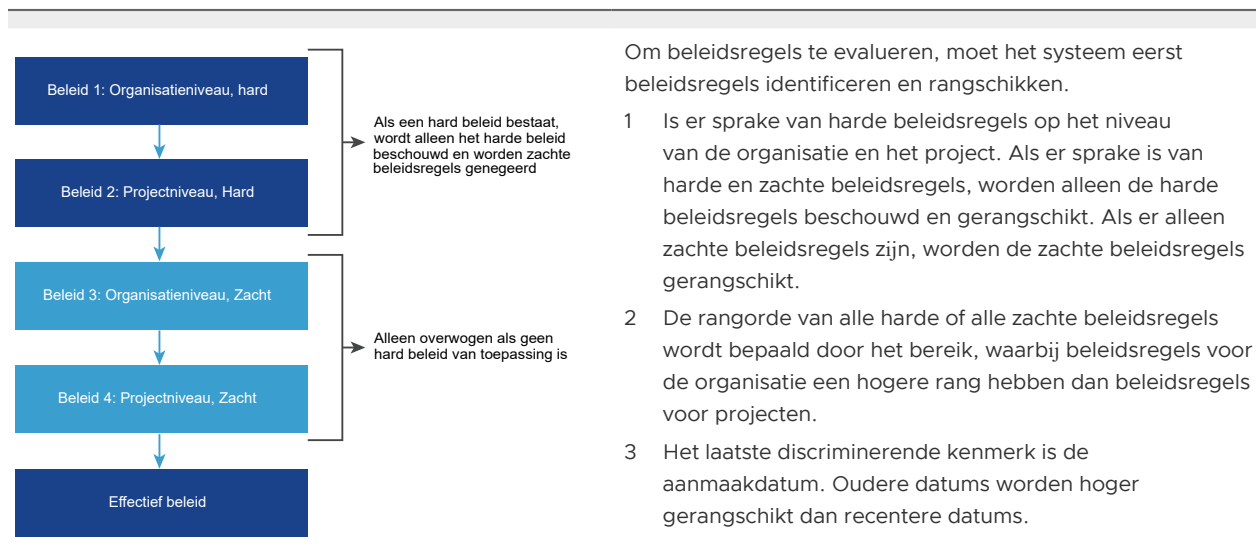 Beleid 1: Organisatieniveau, hard
Beleid 2: Projectniveau, Hard
Als een hard beleid bestaat,
wordt alleen het harde beleid
beschouwd en worden zachte
beleidsregels genegeerd
Beleid 3: Organisatieniveau, Zacht
Beleid 4: Projectniveau, Zacht
Alleen overwogen als geen
hard beleid van toepassing is
Effectief beleid
Om beleidsregels te evalueren, moet het systeem eerst
beleidsregels identificeren en rangschikken.
1 Is er sprake van harde beleidsregels op het niveau
van de organisatie en het project. Als er sprake is van
harde en zachte beleidsregels, worden alleen de harde
beleidsregels beschouwd en gerangschikt. Als er alleen
zachte beleidsregels zijn, worden de zachte beleidsregels
gerangschikt.
2 De rangorde van alle harde of alle zachte beleidsregels
wordt bepaald door het bereik, waarbij beleidsregels voor
de organisatie een hogere rang hebben dan beleidsregels
voor projecten.
3 Het laatste discriminerende kenmerk is de
aanmaakdatum. Oudere datums worden hoger
gerangschikt dan recentere datums.